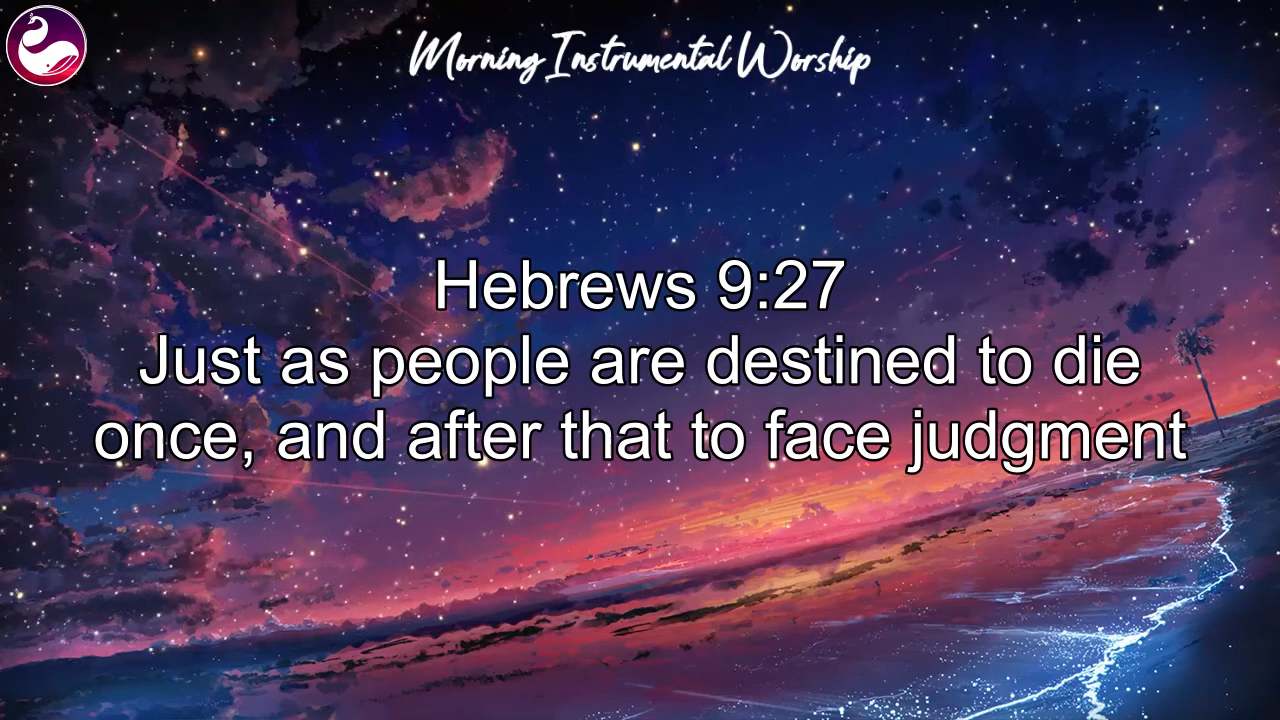 Morning Instrumental Worship
Hebrews 9:27
Just as people are destined to die
once, and after that to face judgment